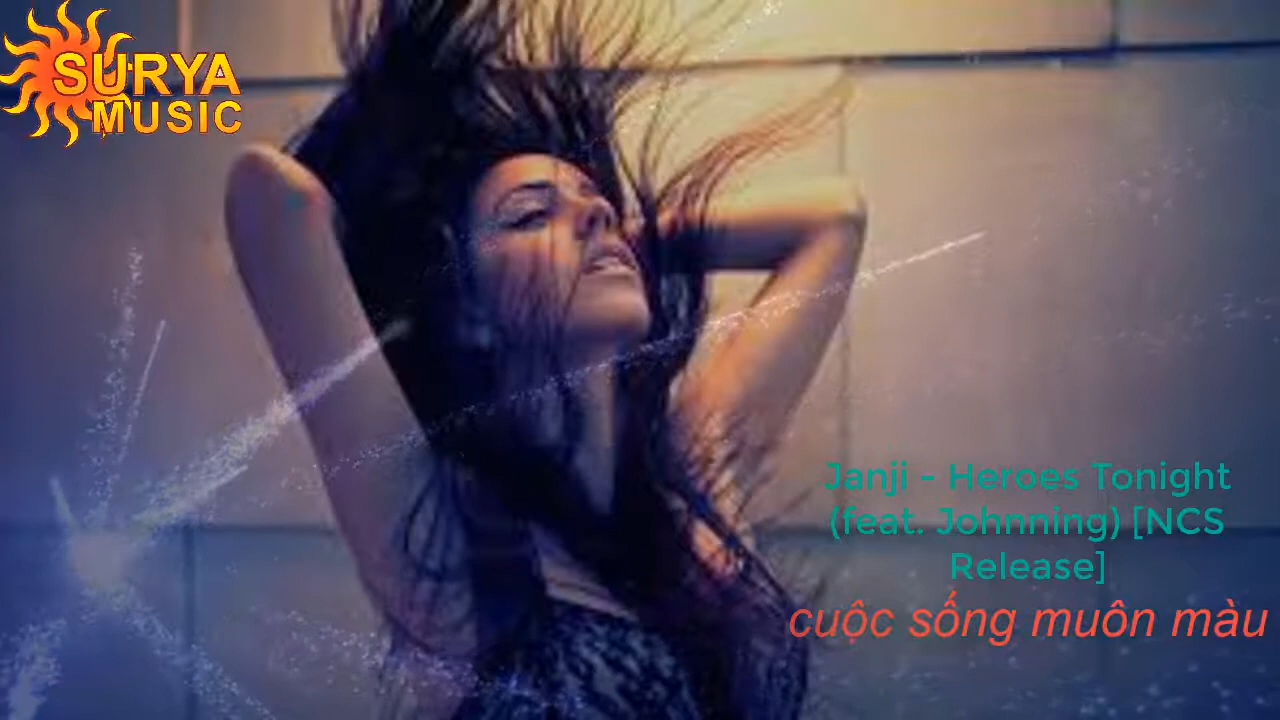 SURYA
MUSIC
Janji - Heroes Tonight
(feat. Johnning) [NCS
Release]
cuộc sống muôn màu